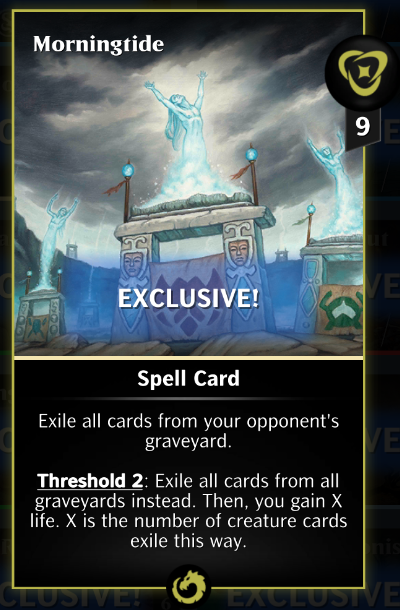 Morningtide
9
EXCLUSIVE!
Spell Card
Exile all cards from your opponent's
graveyard.
Threshold 2: Exile all cards from all
graveyards instead. Then, you gain X
life. X is the number of creature cards
exile this way.